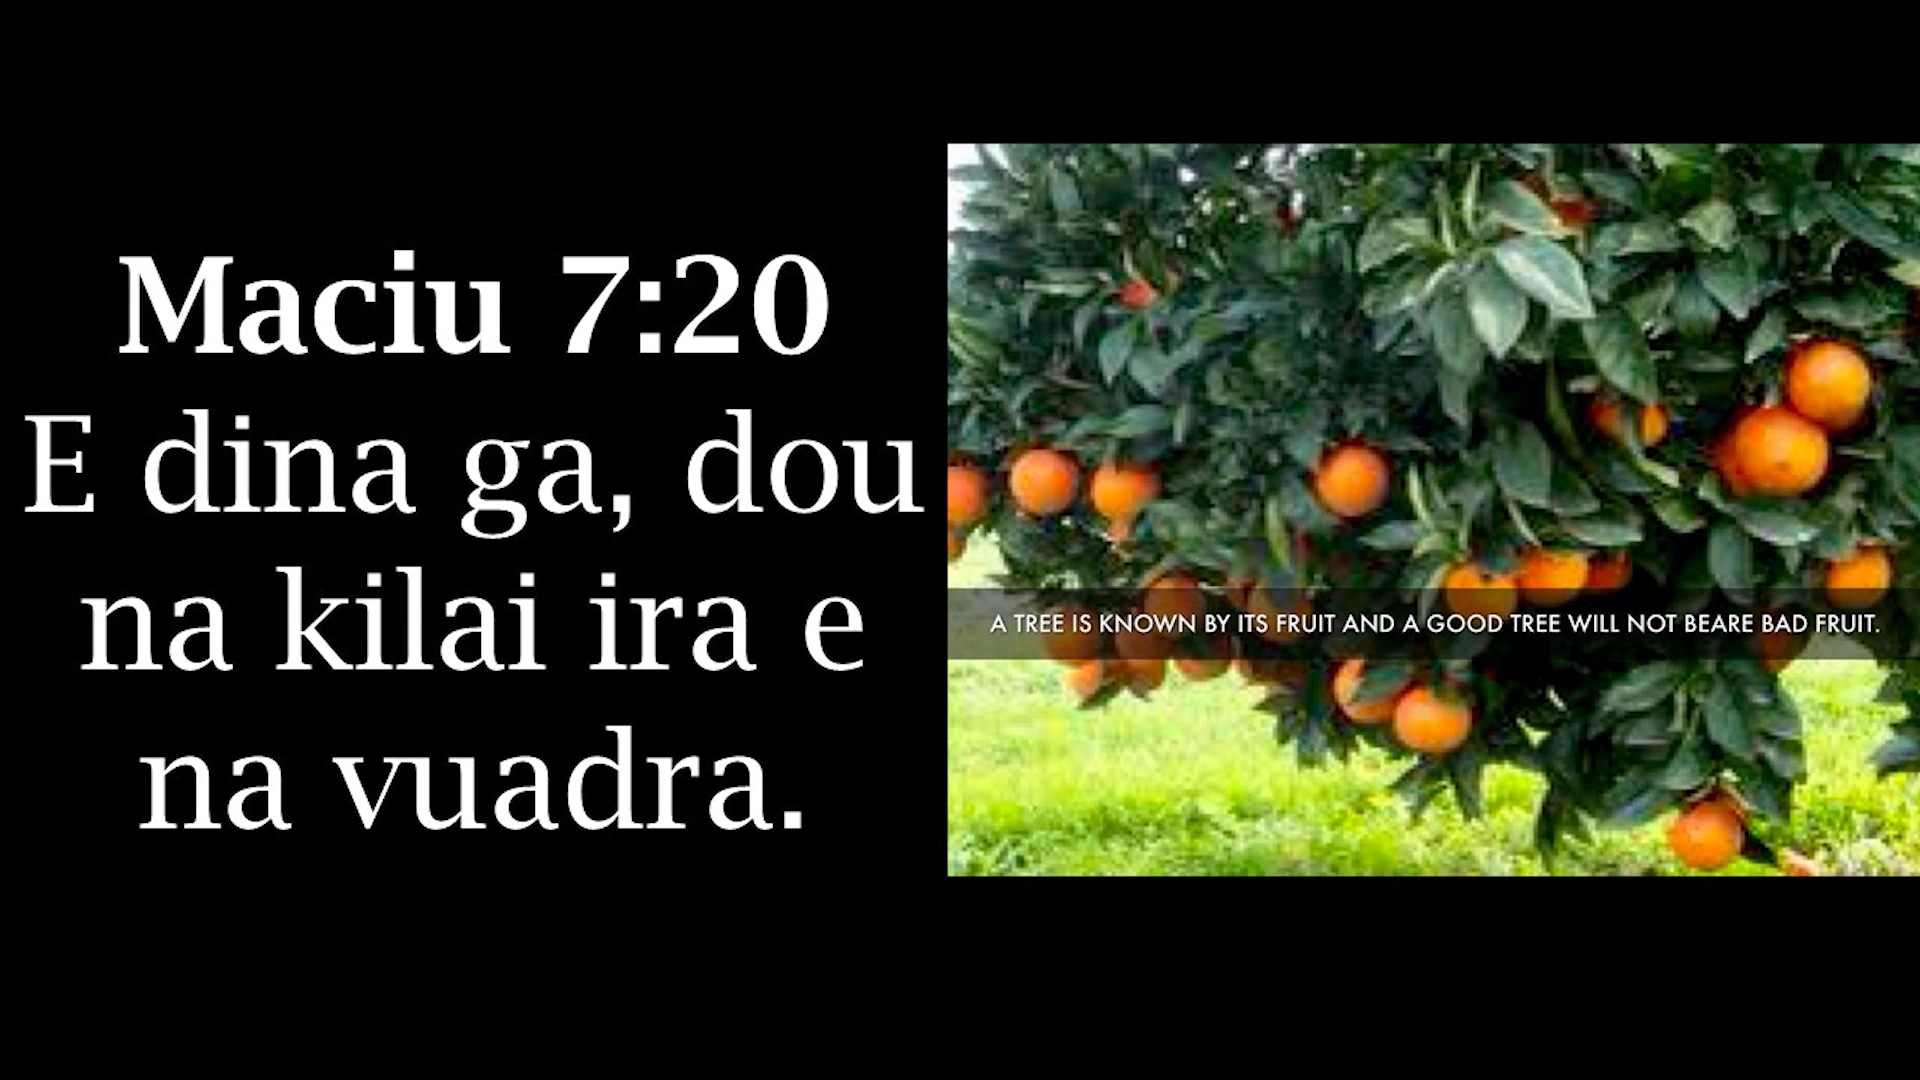 Maciu 7:20
E dina ga, dou
na kilai ira e
na vuadra.
A TREE IS KNOWN BY ITS FRUIT AND A GOOD TREE WILL NOT BEARE BAD FRUIT.